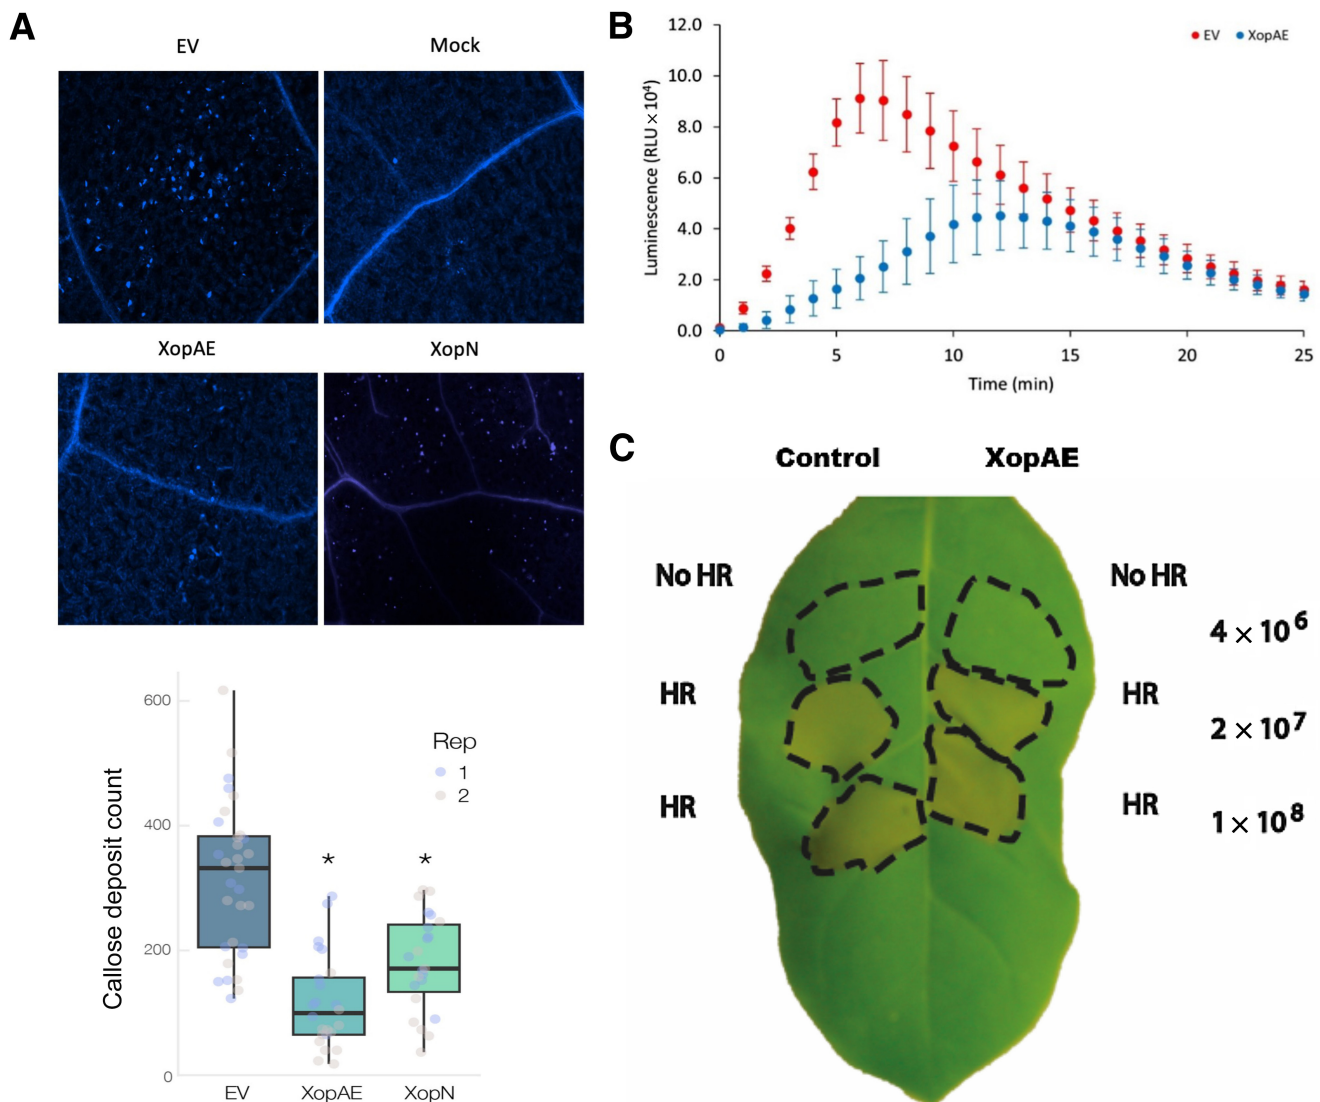 A
EV
Mock
XopAE
XopN
Callose deposit count
600
400
200
0
Rep
1
2
*
*
EV
XopAE
XopN
B
Luminescence (RLU × 10⁴)
12.0
10.0
8.0
6.0
4.0
2.0
0.0
EV
XopAE
0
5
10
15
20
25
Time (min)
C
Control
XopAE
No HR
No HR
4 × 10⁶
HR
HR
2 × 10⁷
HR
HR
1 × 10⁸